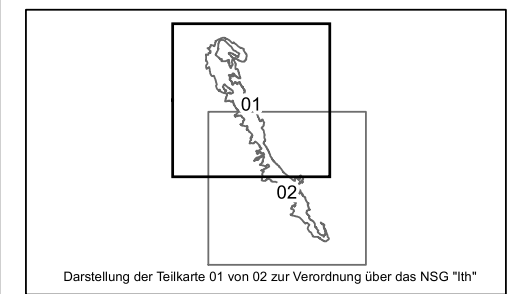 01
02
Darstellung der Teilkarte 01 von 02 zur Verordnung über das NSG "Ith"